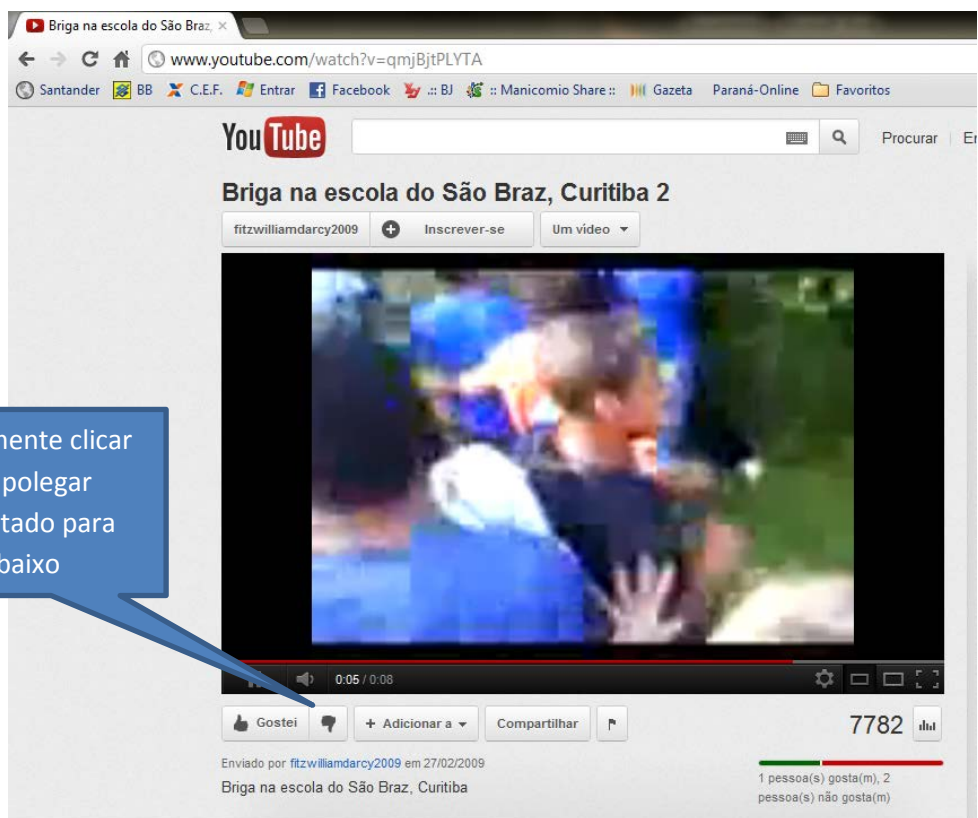 Briga na escola do São Braz,
www.youtube.com/watch?v=qmjBjtPLYTA
Santander BB C.E.F. Entrar Facebook .:: BJ :: Manicomio Share :: Gazeta Paraná-Online Favoritos
You Tube
Procurar
Briga na escola do São Braz, Curitiba 2
fitzwilliamdarcy2009 Inscrever-se Um vídeo
clicar
polegar
para
baixo
0:05 / 0:08
Gostei + Adicionar a Compartilhar 7782
Enviado por fitzwilliamdarcy2009 em 27/02/2009
Briga na escola do São Braz, Curitiba
1 pessoa(s) gosta(m), 2
pessoa(s) não gosta(m)